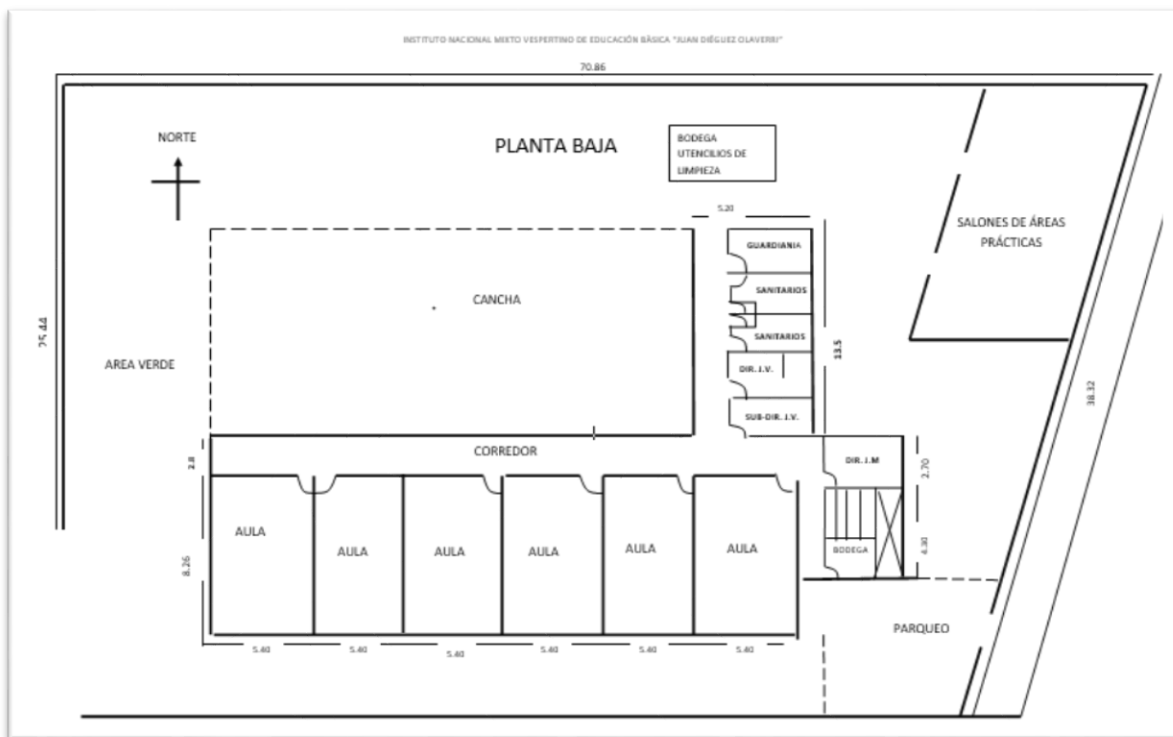 INSTITUTO NACIONAL MIXTO VESPERTINO DE EDUCACIÓN BÁSICA "JUAN DIÉGUEZ OLAVERRI"
70.86
NORTE
PLANTA BAJA
BODEGA
UTENCILIOS DE
LIMPIEZA
5.20
SALONES DE ÁREAS
PRÁCTICAS
GUARDIANIA
SANITARIOS
CANCHA
SANITARIOS
25.44
13.5
AREA VERDE
DIR. J.V.
38.32
SUB-DIR. J.V.
CORREDOR
2.8
DIR. J.M
2.70
AULA
AULA
AULA
AULA
AULA
AULA
BODEGA
4.30
8.26
PARQUEO
5.40
5.40
5.40
5.40
5.40
5.40